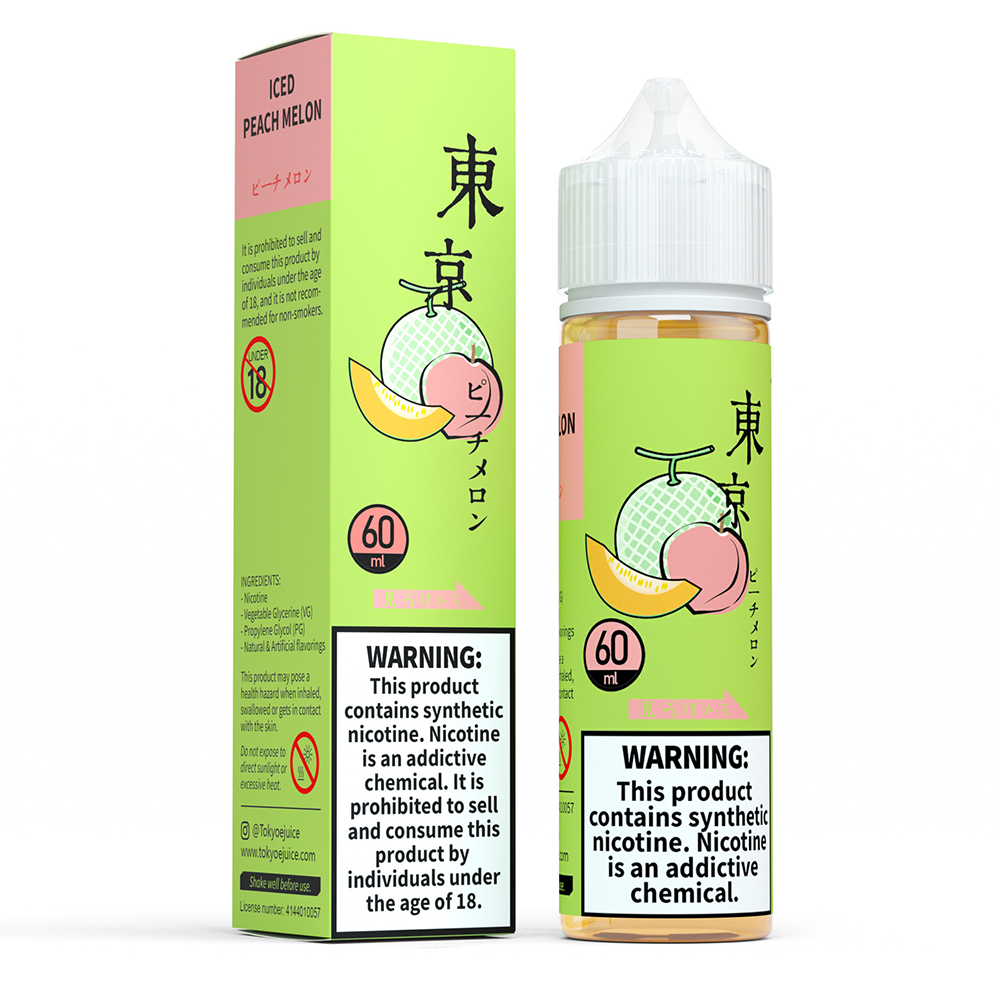 ICED
PEACH MELON
ピーチメロン
It is prohibited to sell and
consume this product by
individuals under the age
of 18, and it is not recom-
mended for non-smokers.
UNDER
18
INGREDIENTS:
- Nicotine
- Vegetable Glycerine (VG)
- Propylene Glycol (PG)
- Natural & Artificial flavorings
This product may pose a
health hazard when inhaled,
swallowed or gets in contact
with the skin.
Do not expose to
direct sunlight or
excessive heat.
@Tokyoejuice
www.tokyoejuice.com
Shake well before use.
License number: 4144010057
東京
ピーチメロン
60
ml
WARNING:
This product
contains synthetic
nicotine. Nicotine
is an addictive
chemical. It is
prohibited to sell
and consume this
product by
individuals under
the age of 18.
LON
東京
ピーチメロン
60
ml
WARNING:
This product
contains synthetic
nicotine. Nicotine
is an addictive
chemical.